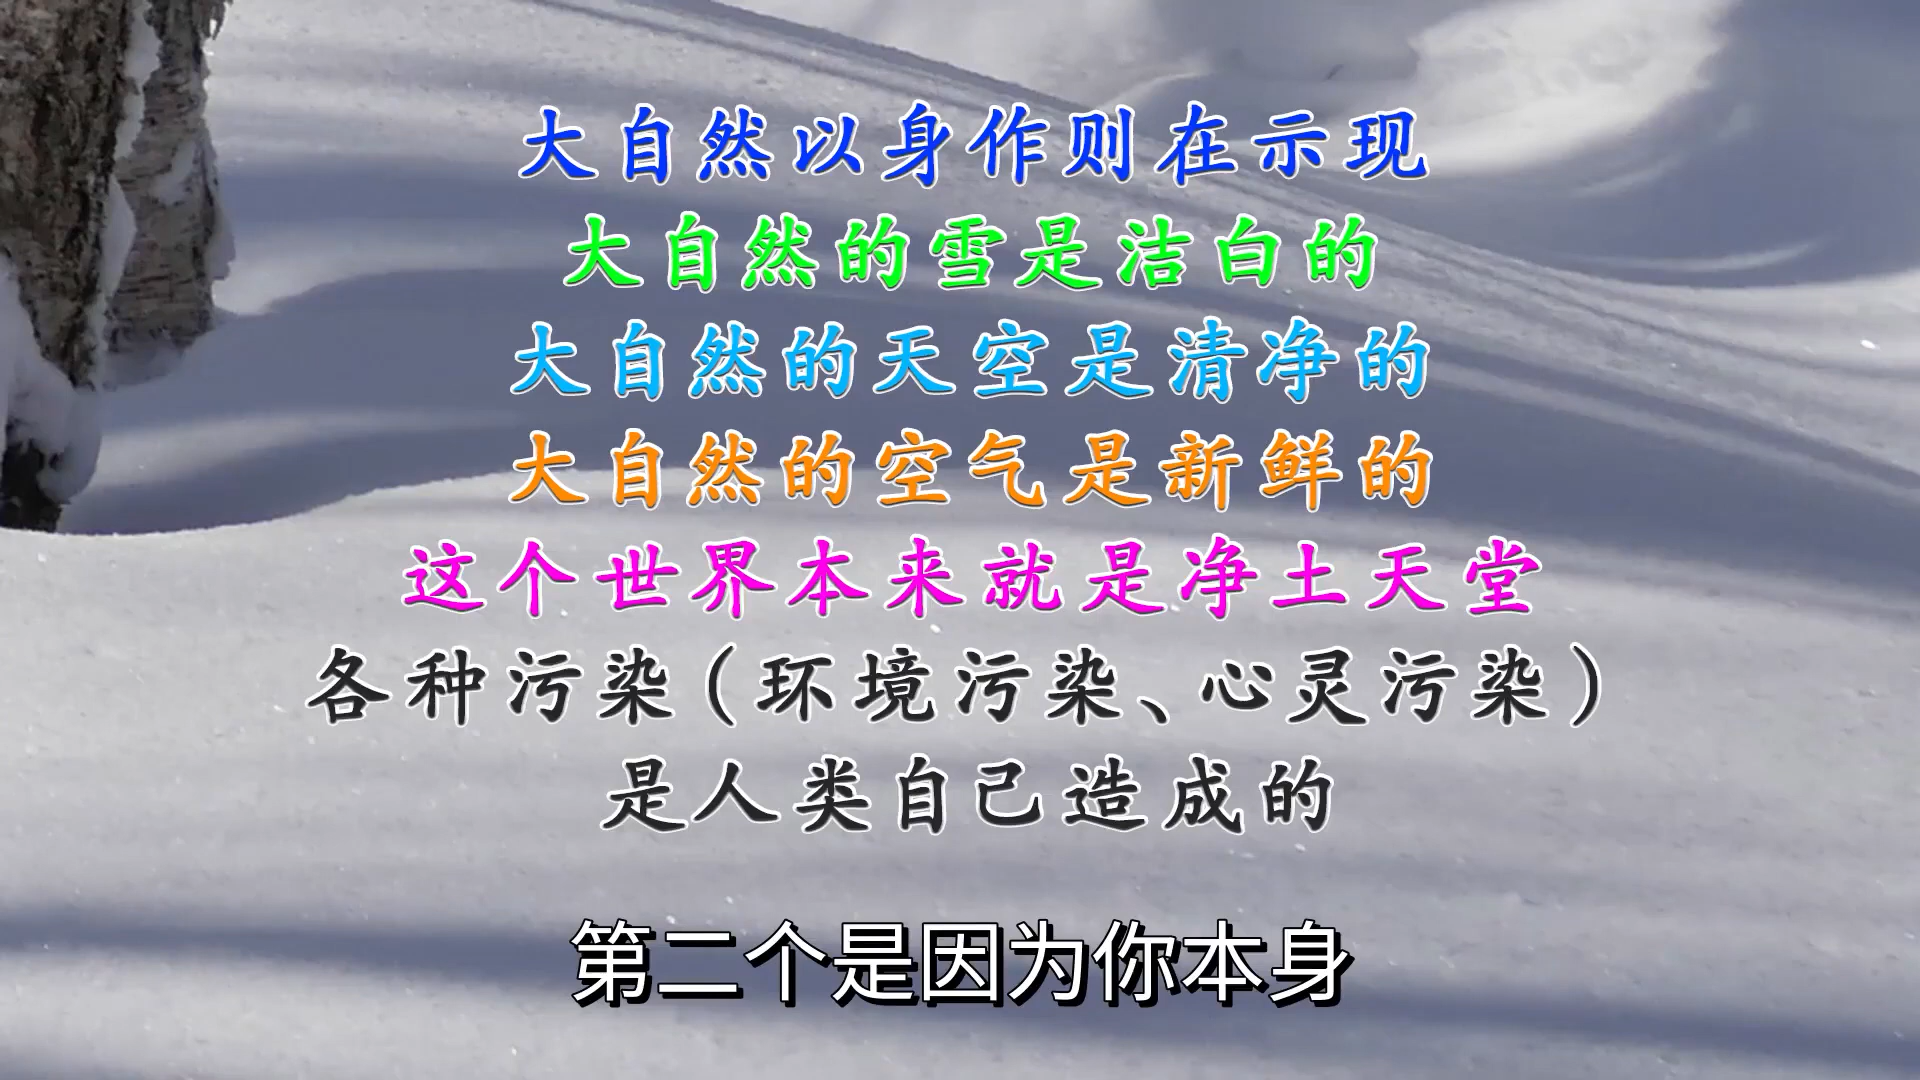 大自然以身作则在示现
大自然的雪是洁白的
大自然的天空是清净的
大自然的空气是新鲜的
这个世界本来就是净土天堂
各种污染(环境污染、心灵污染)
是人类自己造成的
第二个是因为你本身